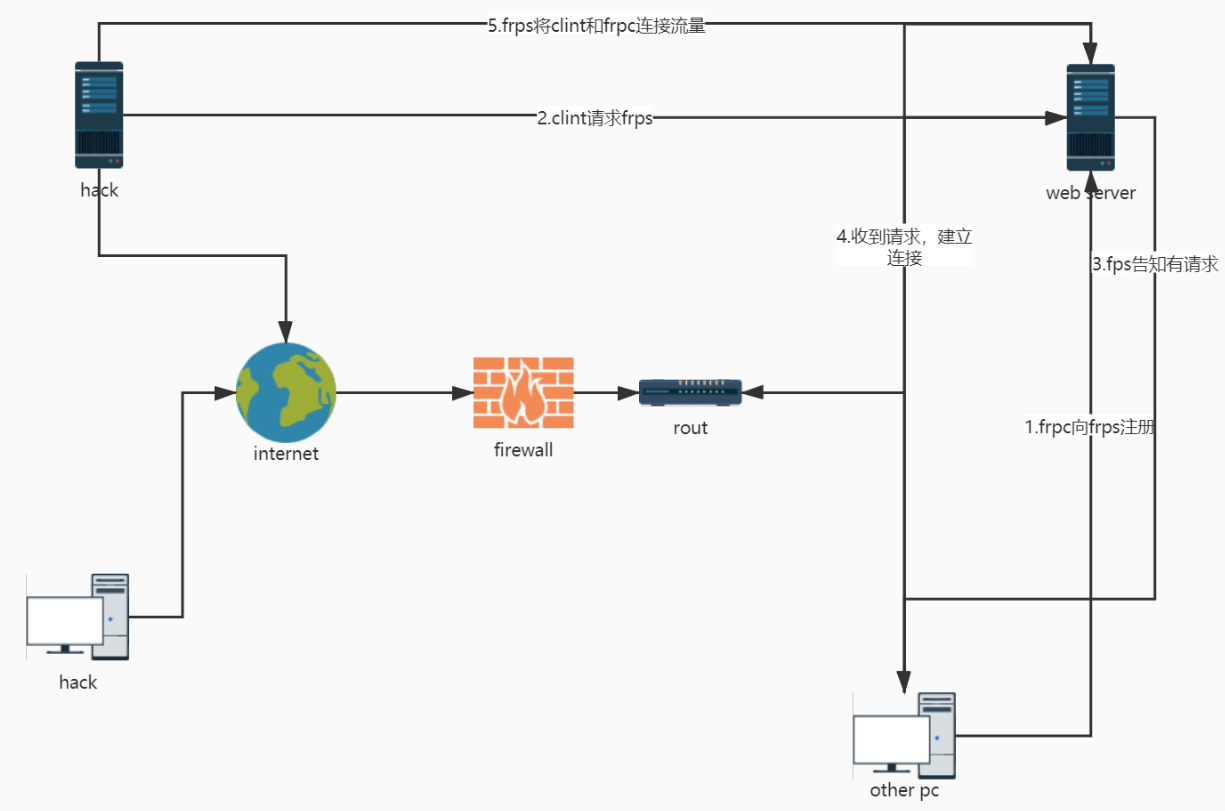 5.frps将clint和frpc连接流量
2.clint请求frps
hack
web server
4.收到请求，建立
连接
3.fps告知有请求
1.frpc向frps注册
rout
firewall
internet
hack
other pc